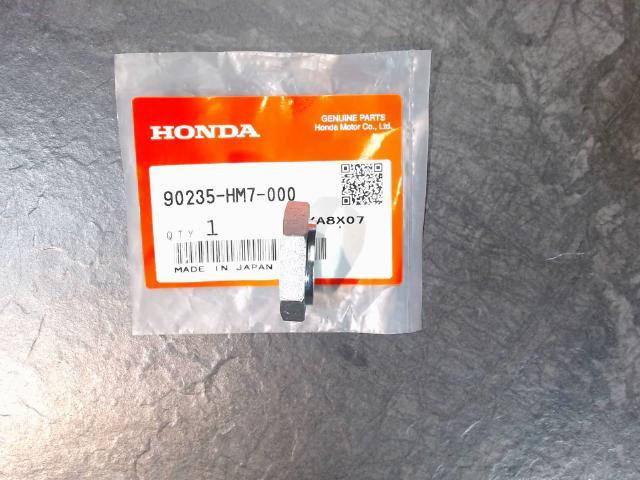 GENUINE PARTS
HONDA Honda Motor Co., Ltd.
90235-HM7-000
QTY 1 A8X07
MADE IN JAPAN